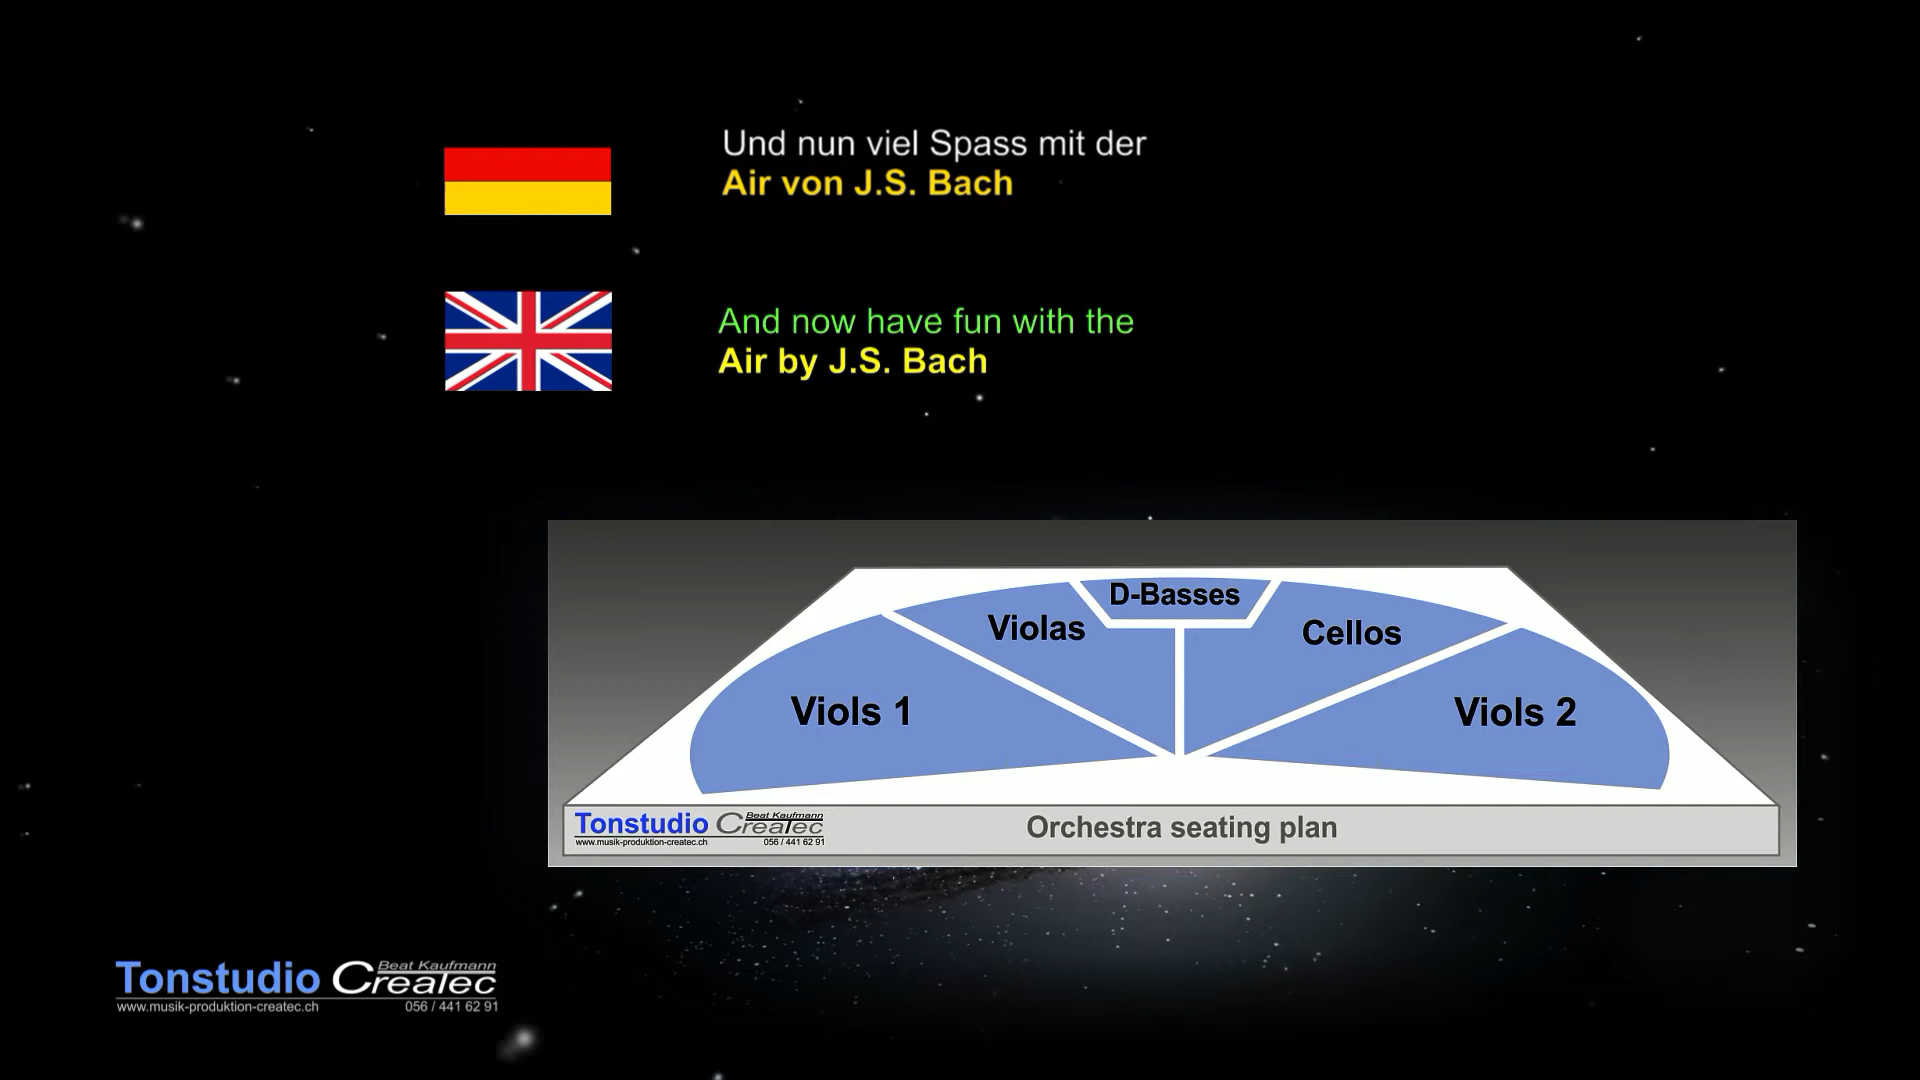 Und nun viel Spass mit der
Air von J.S. Bach
And now have fun with the
Air by J.S. Bach
D-Basses
Violas
Cellos
Viols 1
Viols 2
Tonstudio Createc Beat Kaufmann
www.musik-produktion-createc.ch 056 / 441 62 91
Orchestra seating plan
Tonstudio Createc Beat Kaufmann
www.musik-produktion-createc.ch 056 / 441 62 91